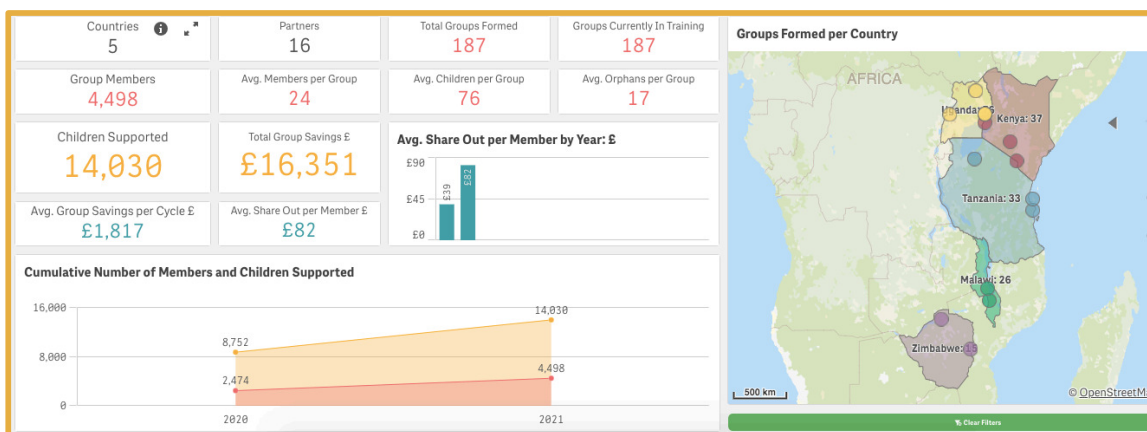 Countries
5
Partners
16
Total Groups Formed
187
Groups Currently In Training
187
Group Members
4,498
Avg. Members per Group
24
Avg. Children per Group
76
Avg. Orphans per Group
17
Children Supported
14,030
Total Group Savings £
£16,351
Avg. Group Savings per Cycle £
£1,817
Avg. Share Out per Member £
£82
Avg. Share Out per Member by Year: £
£90
£45
£0
£39
£82
Cumulative Number of Members and Children Supported
16,000
8,000
0
8,752
14,030
2,474
4,498
2020
2021
Groups Formed per Country
AFRICA
Kenya: 37
Tanzania: 33
Malawi: 26
Zimbabwe:
500 km
© OpenStreetM
Clear Filters